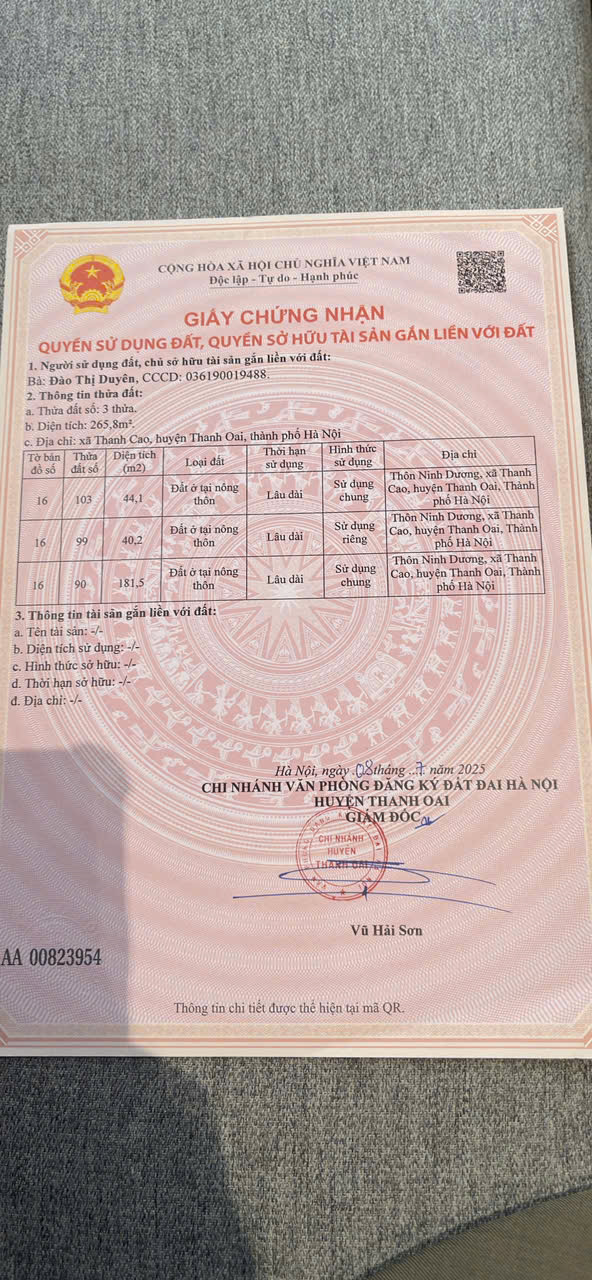 CỘNG HÒA XÃ HỘI CHỦ NGHĨA VIỆT NAM
Độc lập - Tự do - Hạnh phúc
GIẤY CHỨNG NHẬN
QUYỀN SỬ DỤNG ĐẤT, QUYỀN SỞ HỮU TÀI SẢN GẮN LIỀN VỚI ĐẤT
1. Người sử dụng đất, chủ sở hữu tài sản gắn liền với đất:
Bà: Đào Thị Duyên, CCCD: 036190019488.
2. Thông tin thửa đất:
a. Thửa đất số: 3 thửa.
b. Diện tích: 265,8m².
c. Địa chỉ: xã Thanh Cao, huyện Thanh Oai, thành phố Hà Nội
Tờ bản đồ số Thửa đất số Diện tích (m2) Loại đất Thời hạn sử dụng Hình thức sử dụng Địa chỉ
16 103 44,1 Đất ở tại nông thôn Lâu dài Sử dụng chung Thôn Ninh Dương, xã Thanh Cao, huyện Thanh Oai, Thành phố Hà Nội
16 99 40,2 Đất ở tại nông thôn Lâu dài Sử dụng riêng Thôn Ninh Dương, xã Thanh Cao, huyện Thanh Oai, Thành phố Hà Nội
16 90 181,5 Đất ở tại nông thôn Lâu dài Sử dụng chung Thôn Ninh Dương, xã Thanh Cao, huyện Thanh Oai, Thành phố Hà Nội
3. Thông tin tài sản gắn liền với đất:
a. Tên tài sản: -/-
b. Diện tích sử dụng: -/-
c. Hình thức sở hữu: -/-
d. Thời hạn sở hữu: -/-
đ. Địa chỉ: -/-
Hà Nội, ngày .08 tháng ..7 năm 2025
CHI NHÁNH VĂN PHÒNG ĐĂNG KÝ ĐẤT ĐAI HÀ NỘI
HUYỆN THANH OAI
GIÁM ĐỐC
CHI NHÁNH
HUYỆN
THANH OAI
Vũ Hải Sơn
AA 00823954
Thông tin chi tiết được thể hiện tại mã QR.